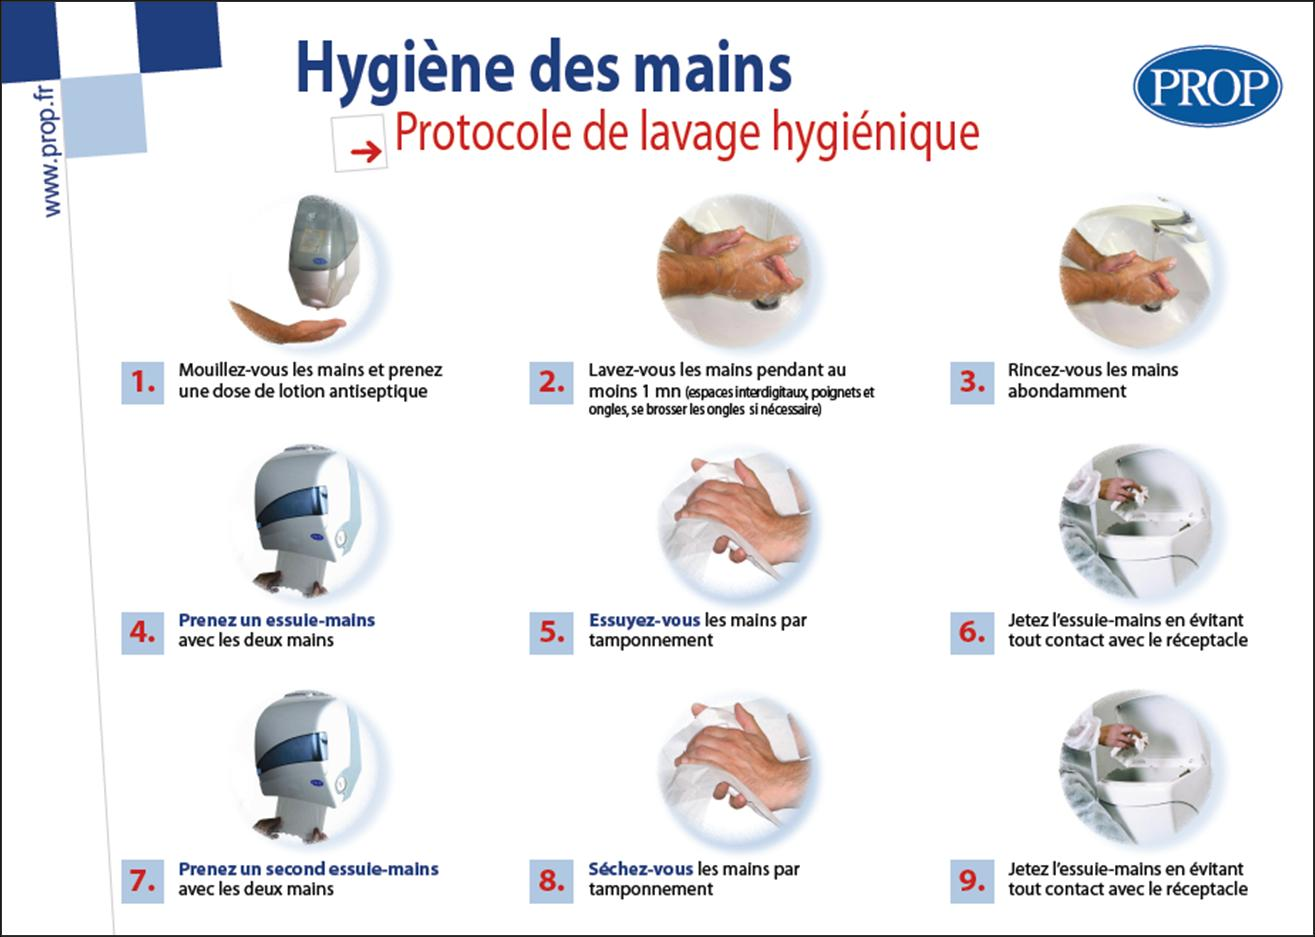 www.prop.fr
Hygiène des mains
Protocole de lavage hygiénique
PROP
1. Mouillez-vous les mains et prenez
une dose de lotion antiseptique
2. Lavez-vous les mains pendant au
moins 1 mn (espaces interdigitaux, poignets et
ongles, se brosser les ongles si nécessaire)
3. Rincez-vous les mains
abondamment
4. Prenez un essuie-mains
avec les deux mains
5. Essuyez-vous les mains par
tamponnement
6. Jetez l'essuie-mains en évitant
tout contact avec le réceptacle
7. Prenez un second essuie-mains
avec les deux mains
8. Séchez-vous les mains par
tamponnement
9. Jetez l'essuie-mains en évitant
tout contact avec le réceptacle